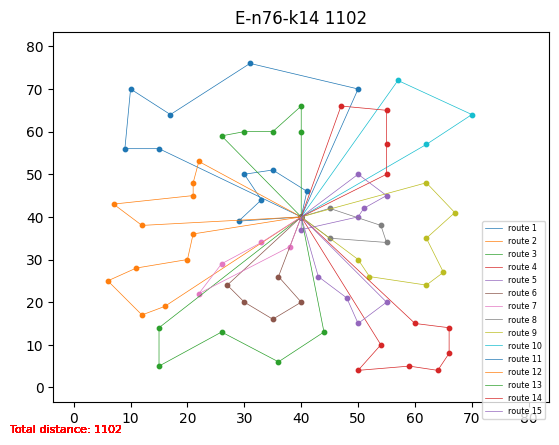 E-n76-k14 1102
80
70
60
50
40
30
20
10
0
0 10 20 30 40 50 60 70 80
route 1
route 2
route 3
route 4
route 5
route 6
route 7
route 8
route 9
route 10
route 11
route 12
route 13
route 14
route 15
Total distance: 1102